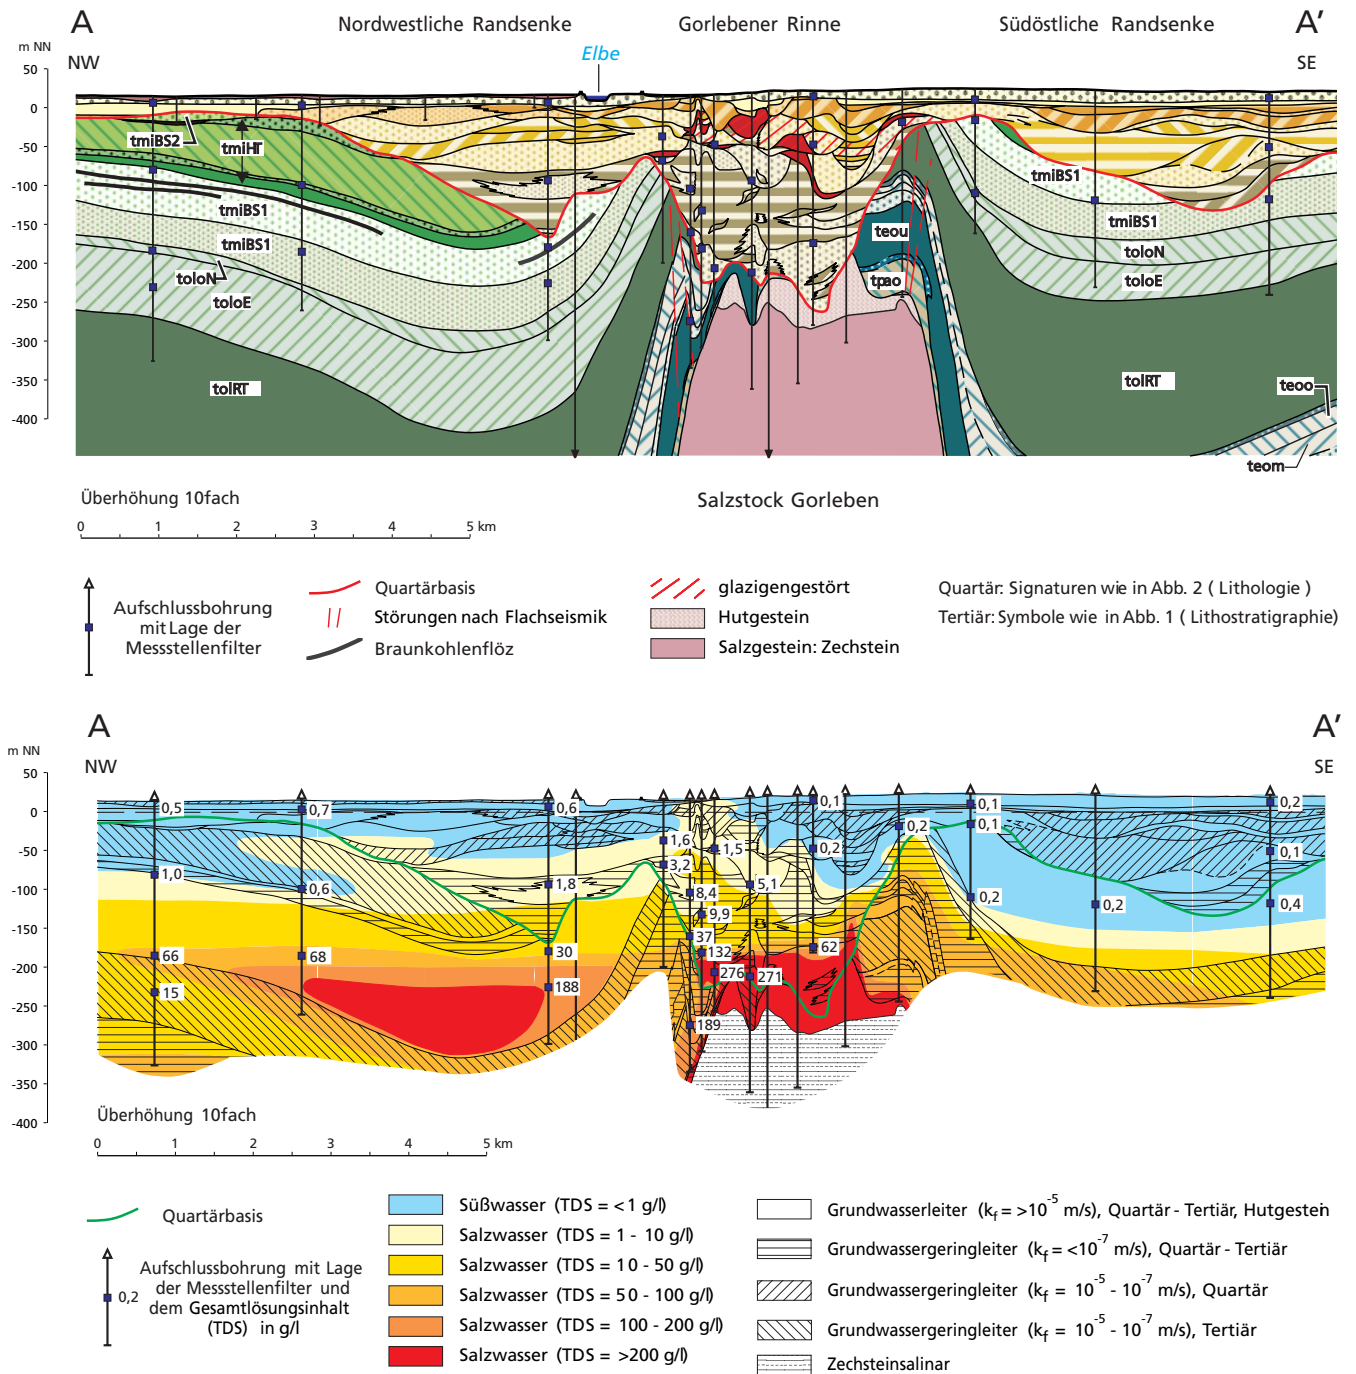 A
Nordwestliche Randsenke
Gorlebener Rinne
Südöstliche Randsenke
A'
m NN
NW
Elbe
SE
50
0
-50
-100
-150
-200
-250
-300
-350
-400
tmiBS2
tmiHT
tmiBS1
tmiBS1
toloN
toloE
tolRT
teou
tpao
tmiBS1
tmiBS1
toloN
toloE
tolRT
teoo
teom
Überhöhung 10fach
Salzstock Gorleben
0 1 2 3 4 5 km
Aufschlussbohrung
mit Lage der
Messstellenfilter
Quartärbasis
Störungen nach Flachseismik
Braunkohlenflöz
glazigengestört
Hutgestein
Salzgestein: Zechstein
Quartär: Signaturen wie in Abb. 2 ( Lithologie )
Tertiär: Symbole wie in Abb. 1 ( Lithostratigraphie)
A
A'
m NN
NW
SE
50
0
-50
-100
-150
-200
-250
-300
-350
-400
0,5
1,0
66
15
0,7
0,6
68
0,6
1,8
30
188
1,6
3,2
8,4
9,9
37
132
276
189
1,5
5,1
271
0,1
0,2
62
0,2
0,1
0,1
0,2
0,2
0,2
0,1
0,4
Überhöhung 10fach
0 1 2 3 4 5 km
Quartärbasis
0,2
Aufschlussbohrung mit Lage
der Messstellenfilter und
dem Gesamtlösungsinhalt
(TDS) in g/l
Süßwasser (TDS = <1 g/l)
Salzwasser (TDS = 1 - 10 g/l)
Salzwasser (TDS = 10 - 50 g/l)
Salzwasser (TDS = 50 - 100 g/l)
Salzwasser (TDS = 100 - 200 g/l)
Salzwasser (TDS = >200 g/l)
Grundwasserleiter (kf = >10-5 m/s), Quartär - Tertiär, Hutgestein
Grundwassergeringleiter (kf = <10-7 m/s), Quartär - Tertiär
Grundwassergeringleiter (kf = 10-5 - 10-7 m/s), Quartär
Grundwassergeringleiter (kf = 10-5 - 10-7 m/s), Tertiär
Zechsteinsalinar